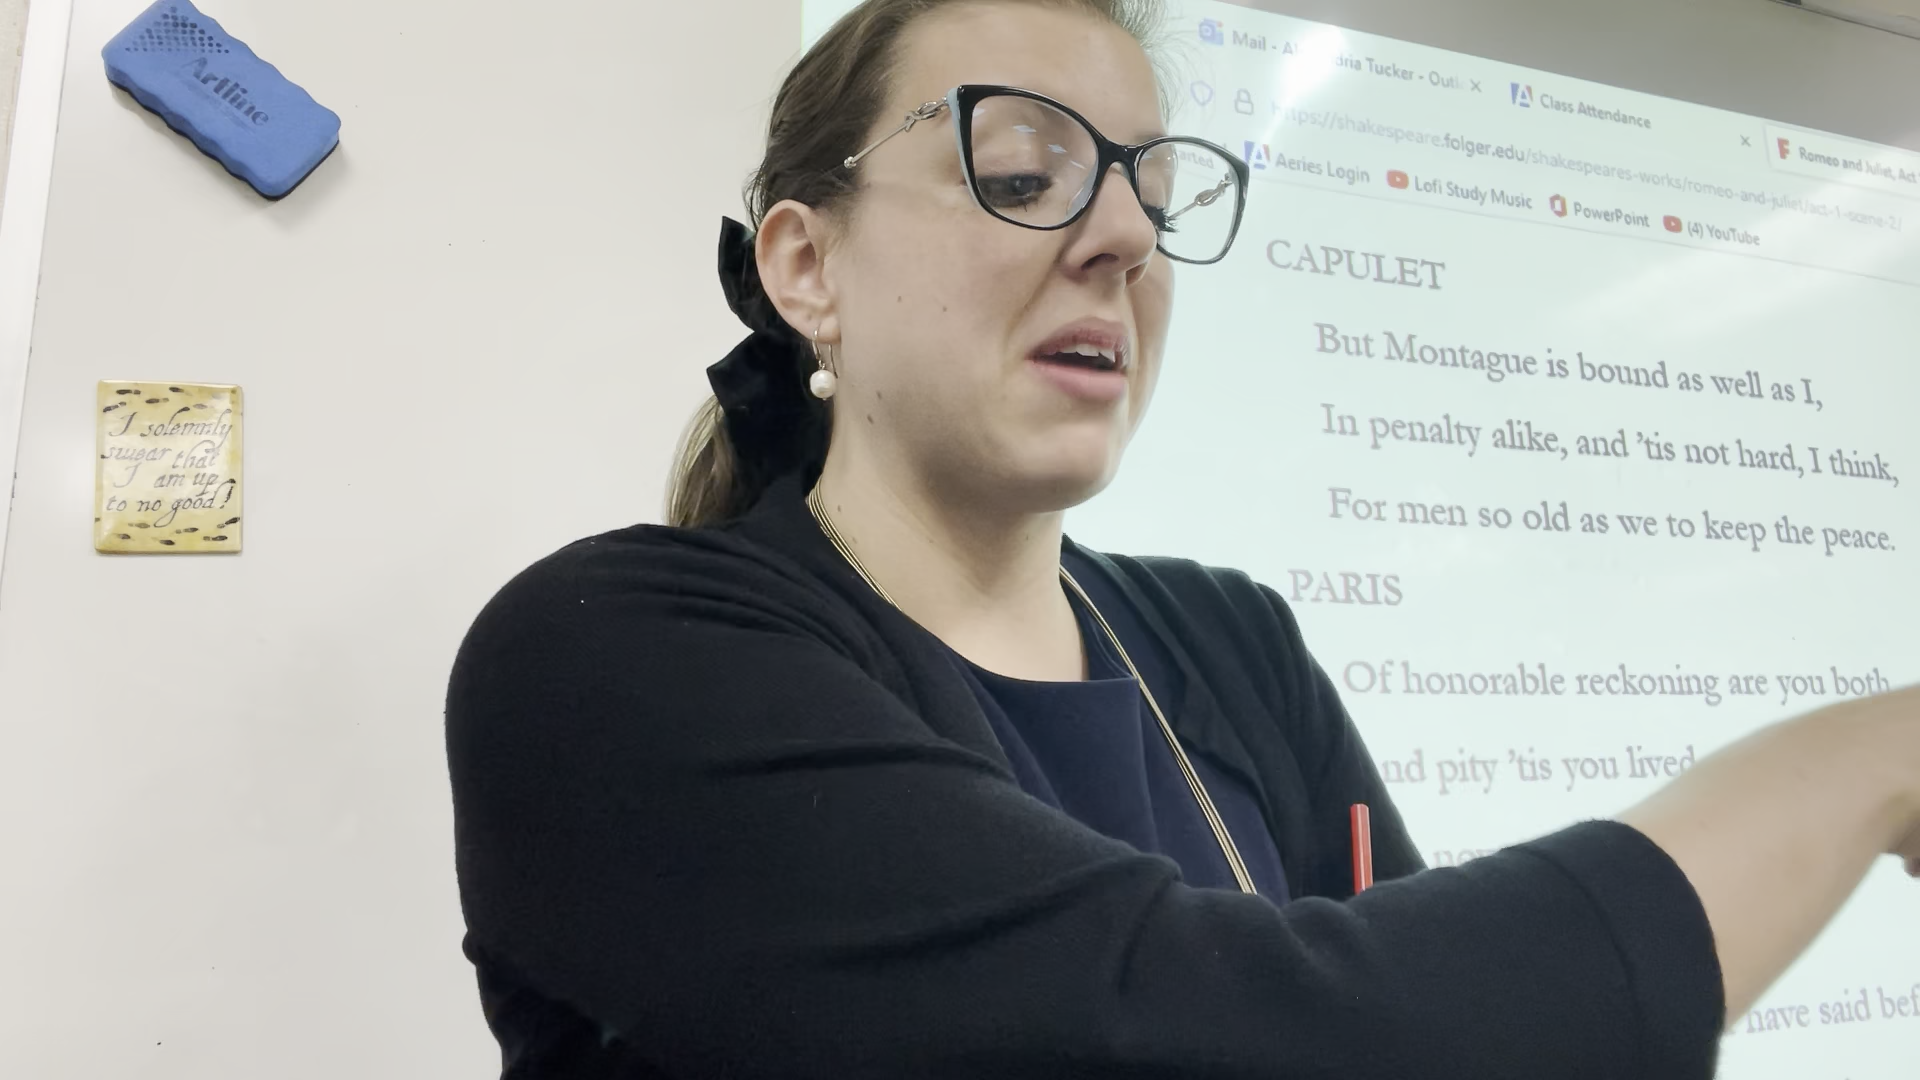 Artline
I solemnly
swear that
I am up
to no good!
Mail - A dria Tucker - Outl
Class Attendance
Romeo and Juliet, Act
https://shakespeare.folger.edu/shakespeares-works/romeo-and-juliet/act-1-scene-2/
arted
Aeries Login
Lofi Study Music
PowerPoint
(4) YouTube
CAPULET
But Montague is bound as well as I,
In penalty alike, and ’tis not hard, I think,
For men so old as we to keep the peace.
PARIS
Of honorable reckoning are you both
nd pity ’tis you lived
now
have said bef